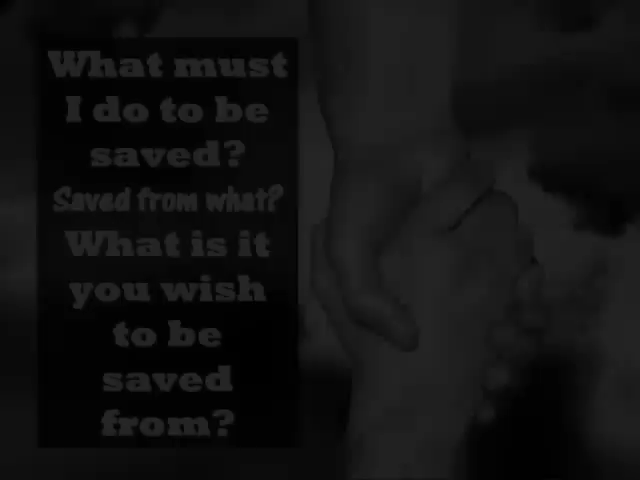 What must
I do to be
saved?
Saved from what?
What is it
you wish
to be
saved
from?